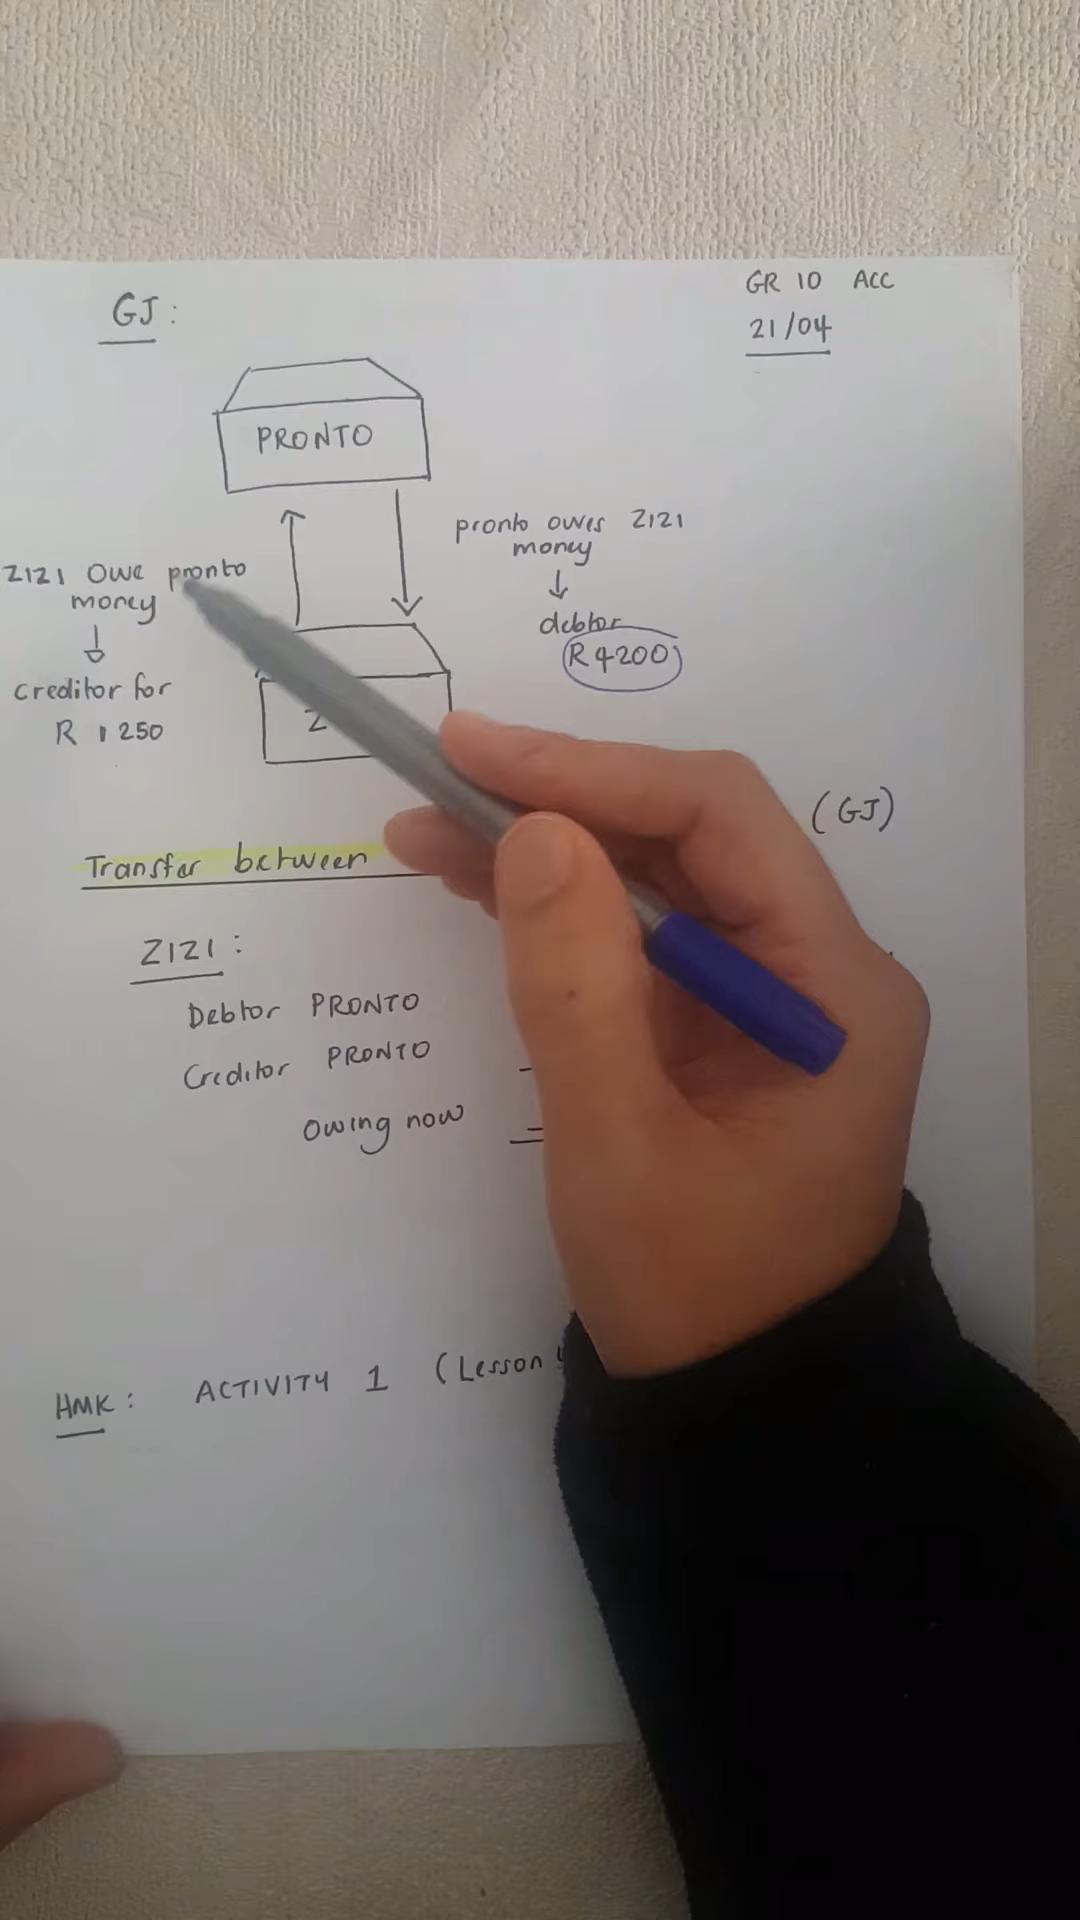 GJ:
GR 10 ACC
21/04
PRONTO
pronto owes ZIZI
money
debtor
R 4200
ZIZI owe pronto
money
creditor for
R 1 250
Z
(GJ)
Transfer between
ZIZI:
Debtor PRONTO
Creditor PRONTO
-
owing now
=
HMK: ACTIVITY 1 (Lesson